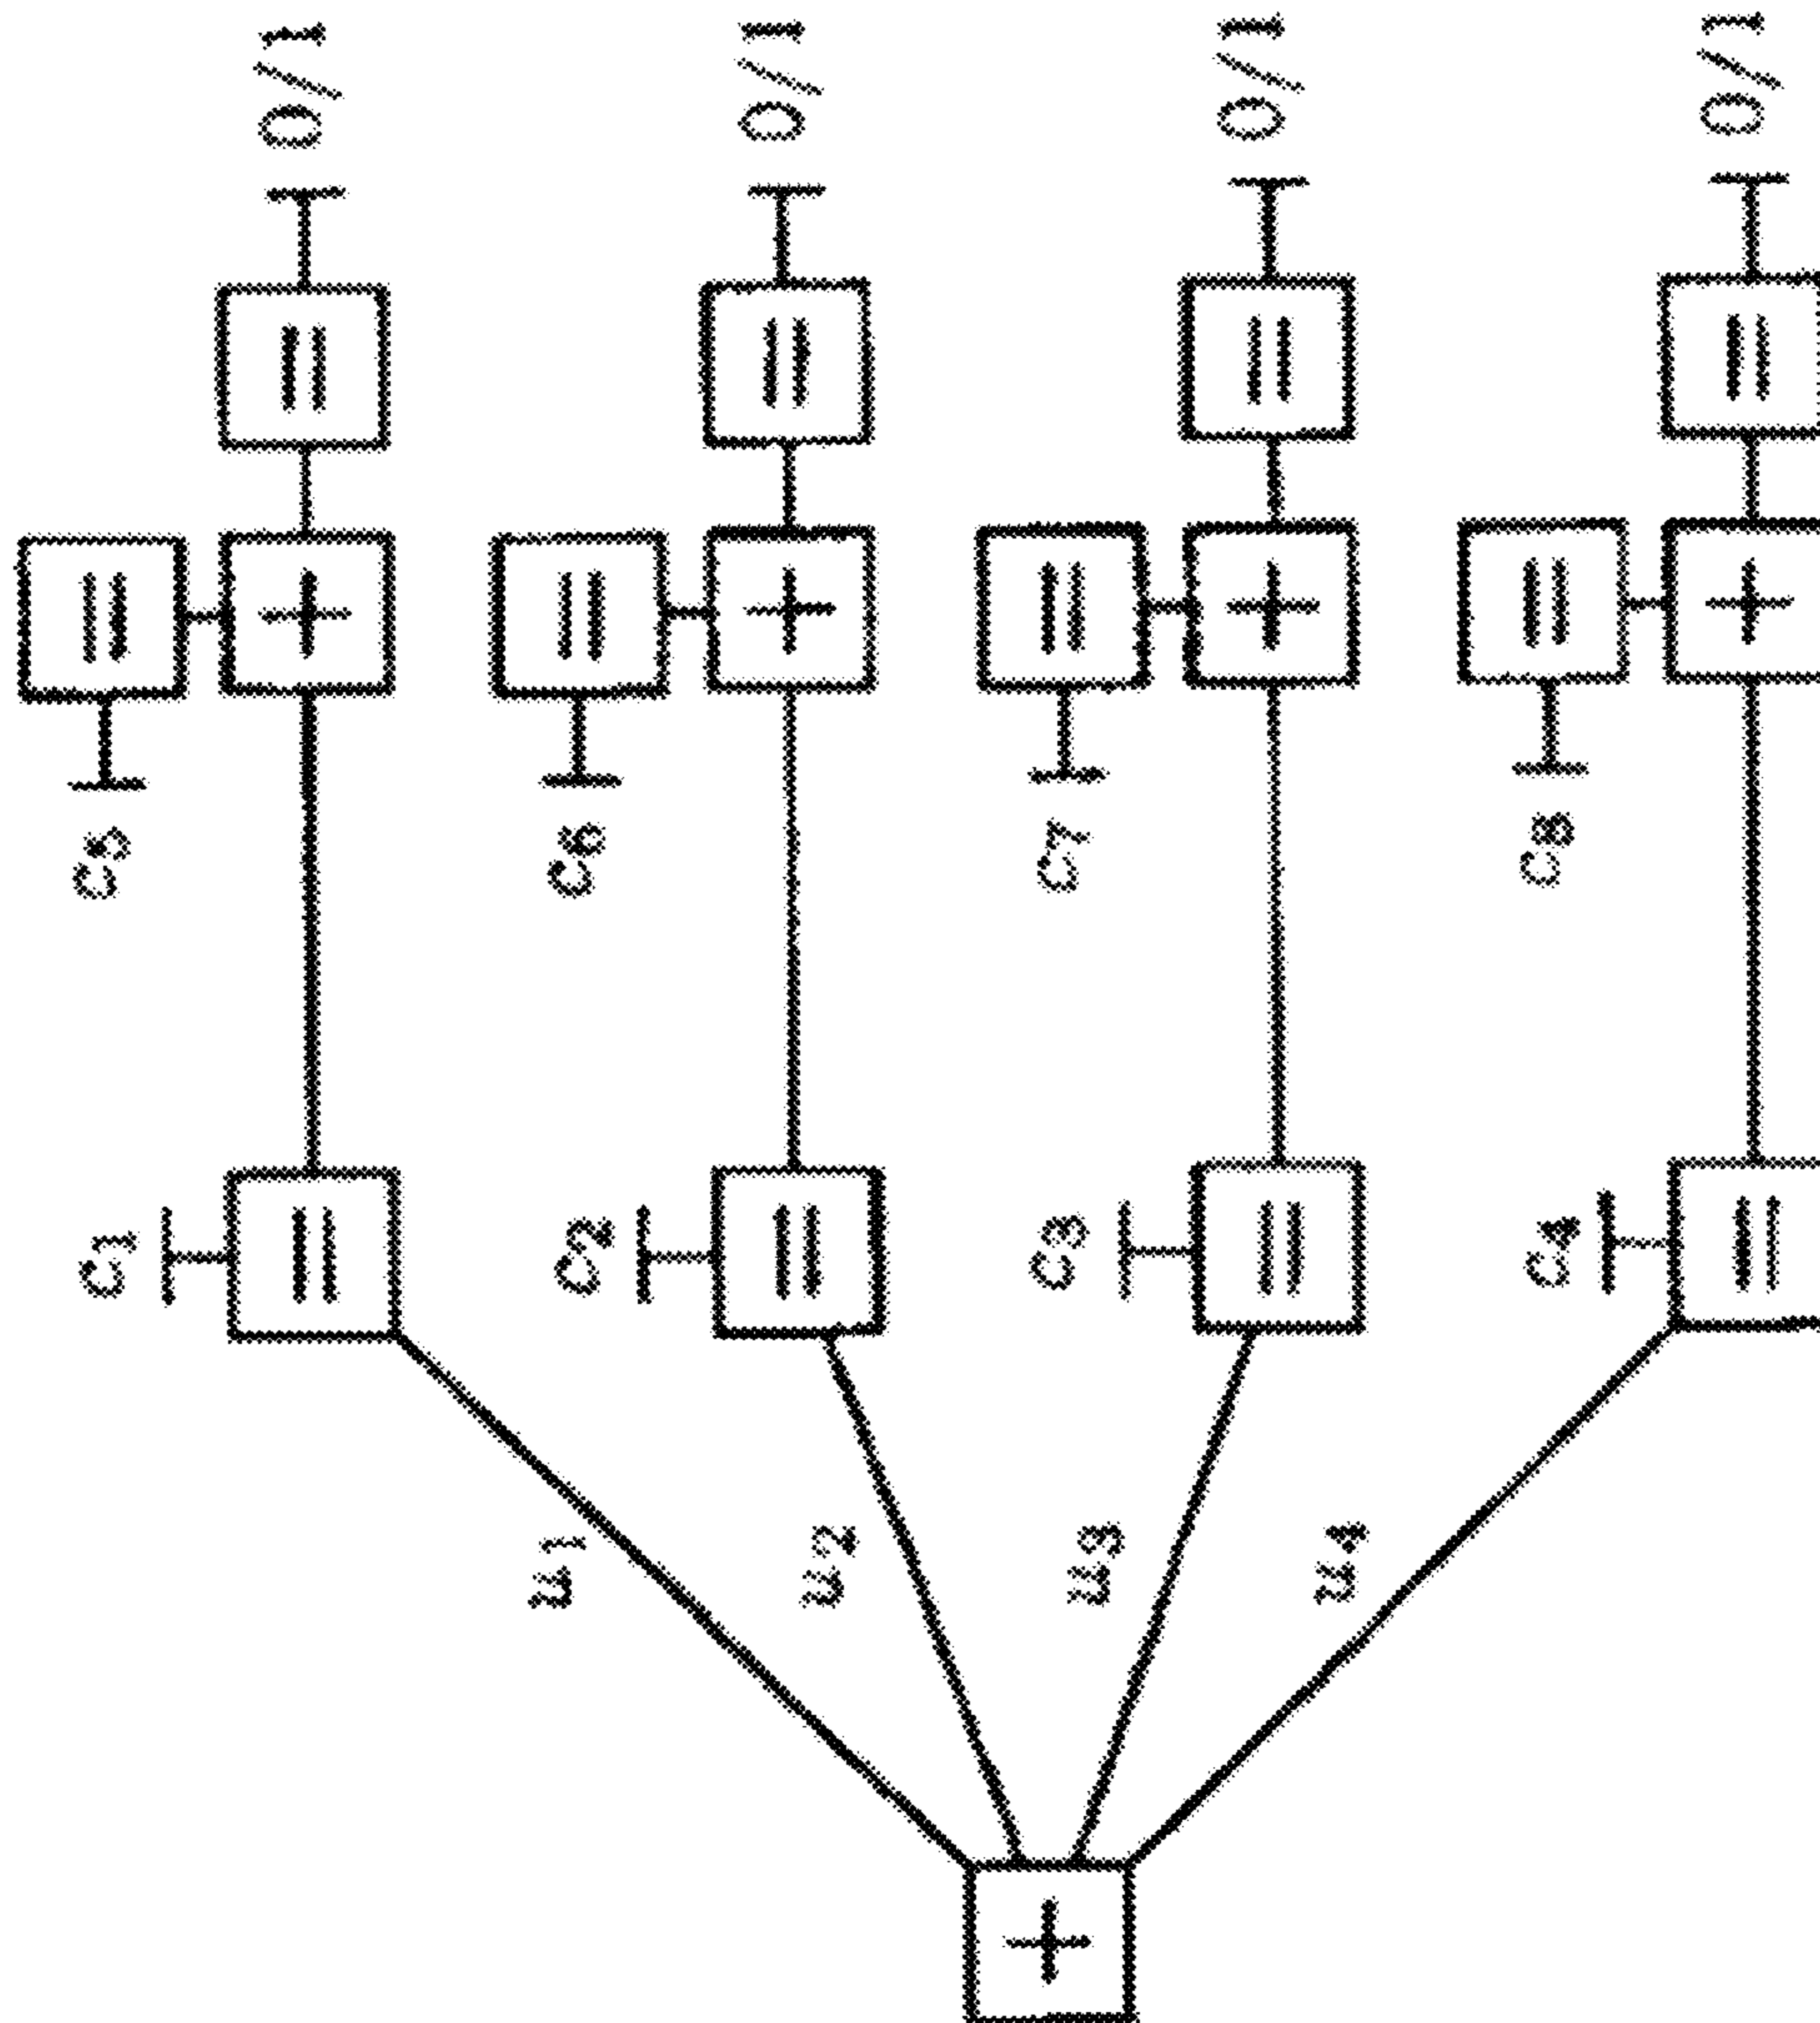 0/1
0/1
0/1
0/1
=
=
=
=
=
+
=
+
=
+
=
+
c5
c6
c7
c8
c1
=
c2
=
c3
=
c4
=
u1
u2
u3
u4
+